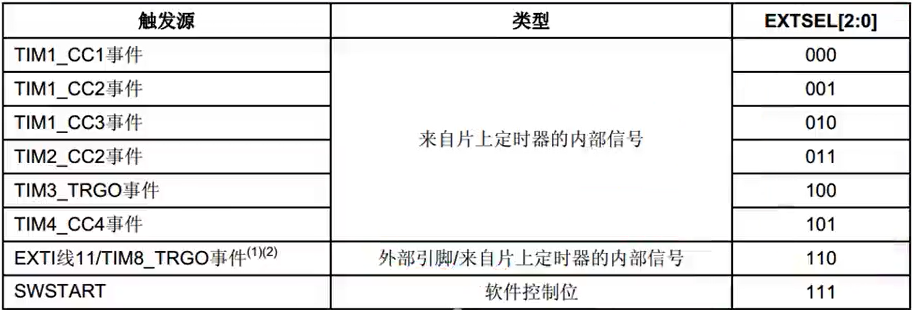 触发源 类型 EXTSEL[2:0]
TIM1_CC1事件 000
TIM1_CC2事件 001
TIM1_CC3事件 010
来自片上定时器的内部信号
TIM2_CC2事件 011
TIM3_TRGO事件 100
TIM4_CC4事件 101
EXTI线11/TIM8_TRGO事件(1)(2) 外部引脚/来自片上定时器的内部信号 110
SWSTART 软件控制位 111